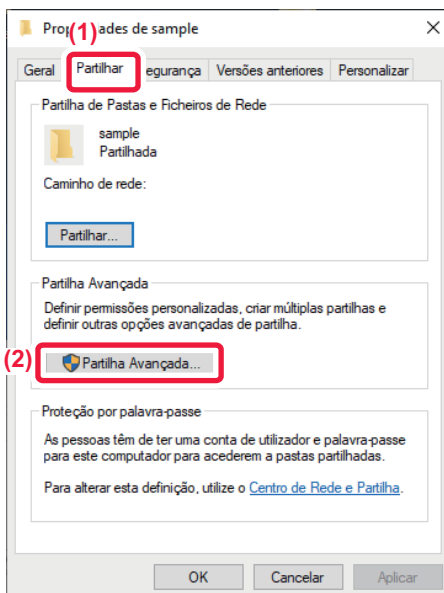 Prop
(1)
ades de sample
Geral Partilhar egurança Versões anteriores Personalizar
Partilha de Pastas e Ficheiros de Rede
sample
Partilhada
Caminho de rede:
Partilhar...
Partilha Avançada
Definir permissões personalizadas, criar múltiplas partilhas e
definir outras opções avançadas de partilha.
(2)
Partilha Avançada...
Proteção por palavra-passe
As pessoas têm de ter uma conta de utilizador e palavra-passe
para este computador para acederem a pastas partilhadas.
Para alterar esta definição, utilize o Centro de Rede e Partilha.
OK Cancelar Aplicar